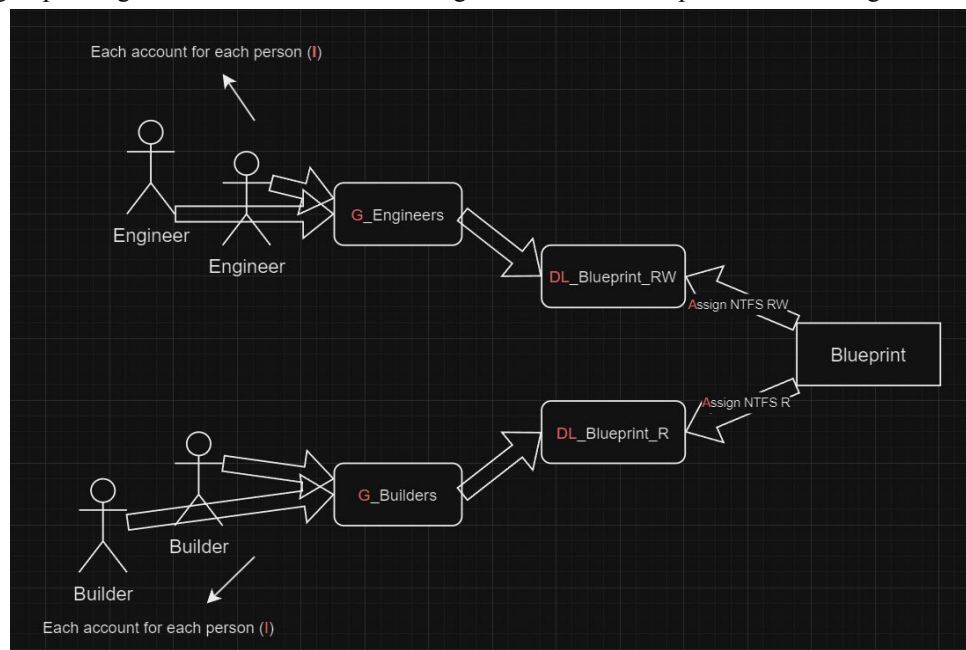 Each account for each person (I)
Engineer
Engineer
G_Engineers
DL_Blueprint_RW
Assign NTFS RW
Blueprint
Assign NTFS R
DL_Blueprint_R
G_Builders
Builder
Builder
Each account for each person (I)